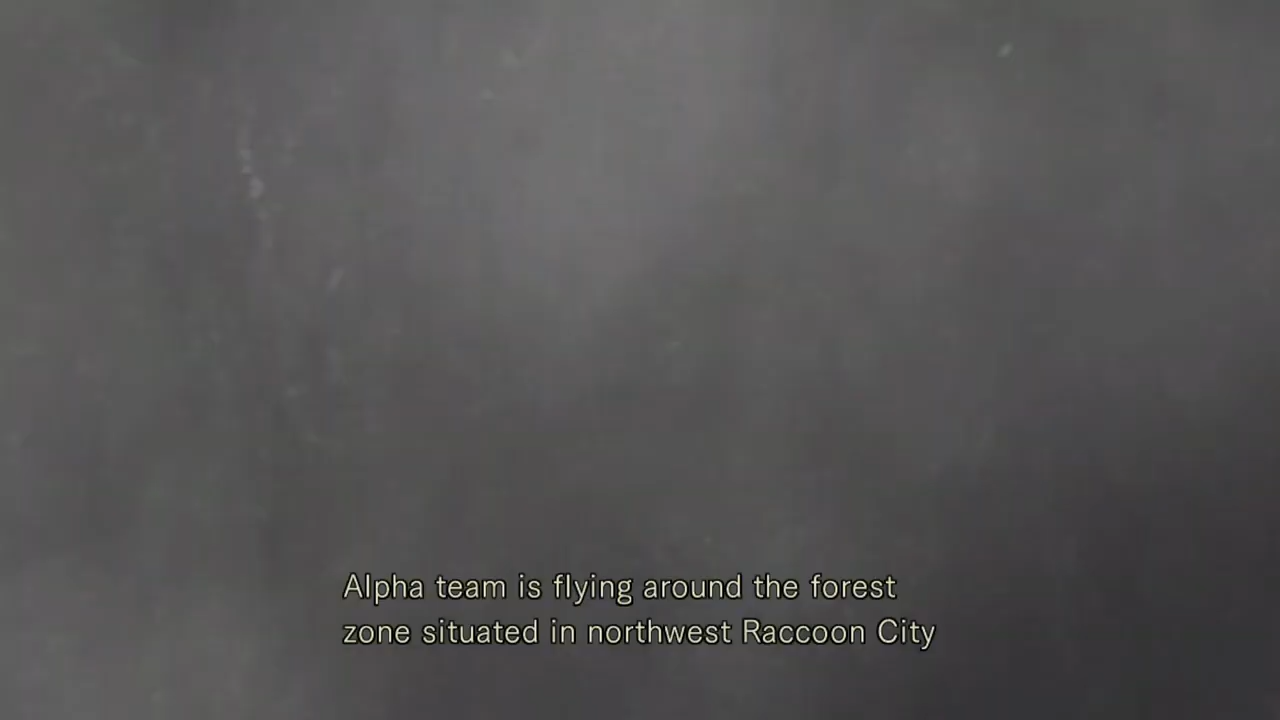 Alpha team is flying around the forest
zone situated in northwest Raccoon City